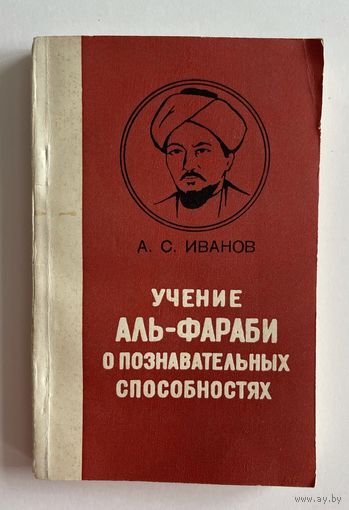 А. С. ИВАНОВ
УЧЕНИЕ
АЛЬ-ФАРАБИ
О ПОЗНАВАТЕЛЬНЫХ
СПОСОБНОСТЯХ
www.ay.by